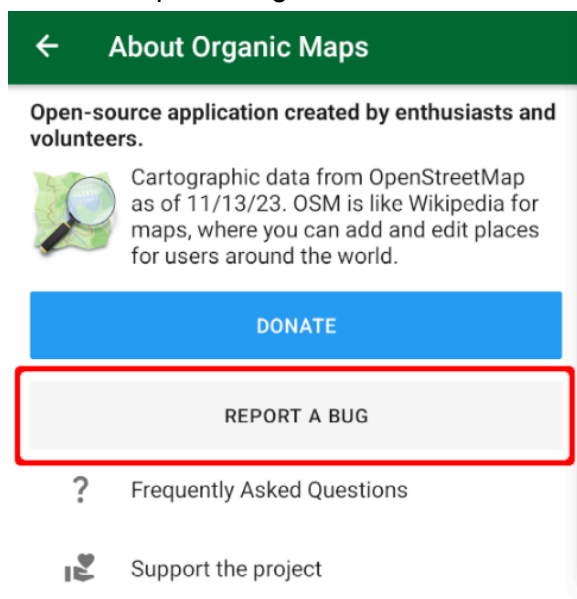 About Organic Maps
Open-source application created by enthusiasts and
volunteers.
Cartographic data from OpenStreetMap
as of 11/13/23. OSM is like Wikipedia for
maps, where you can add and edit places
for users around the world.
DONATE
REPORT A BUG
Frequently Asked Questions
Support the project